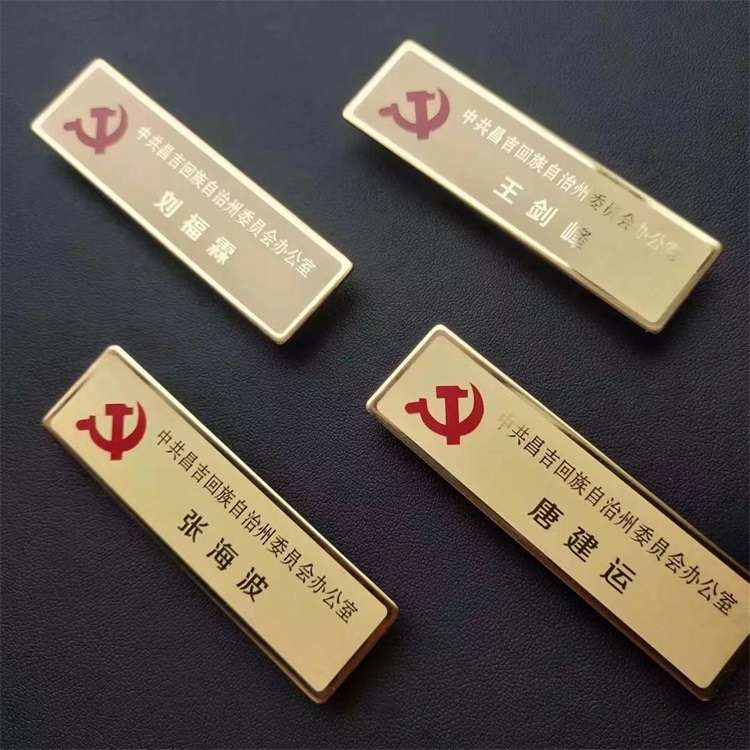 中共昌吉回族自治州委员会办公室
刘福霖
中共昌吉回族自治州委员会办公室
王剑峰
中共昌吉回族自治州委员会办公室
张海波
中共昌吉回族自治州委员会办公室
唐建运